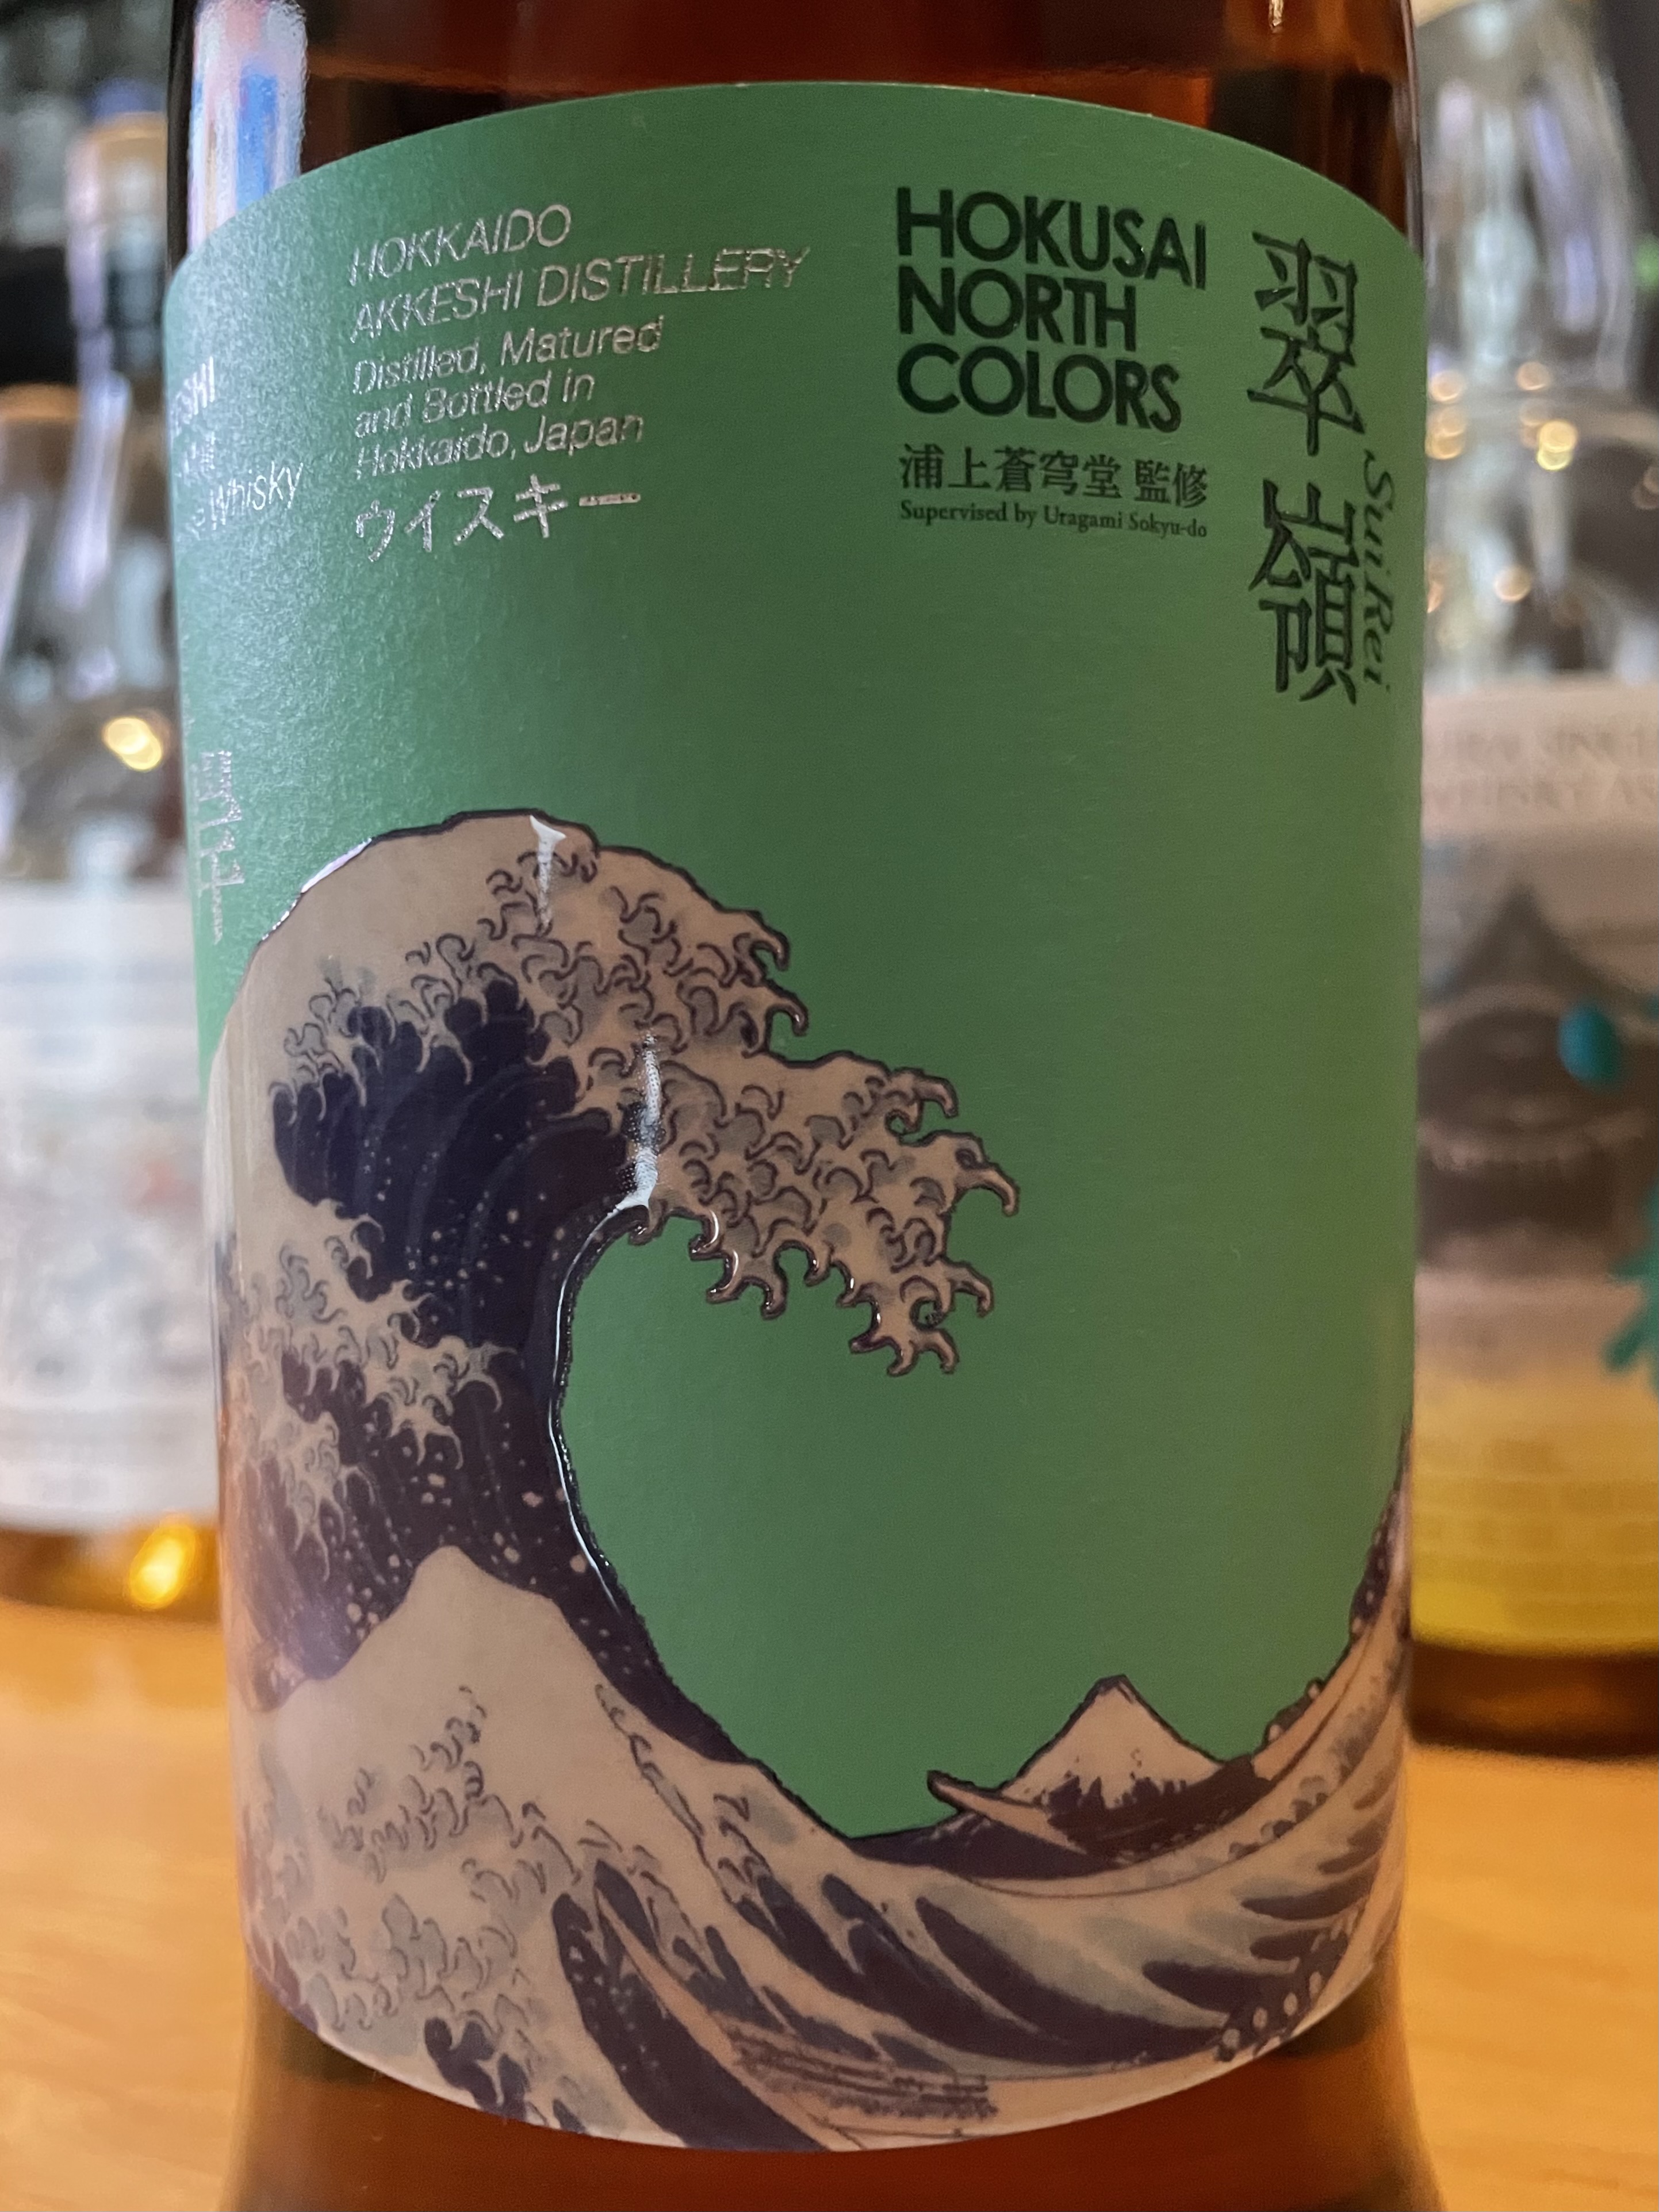 HOKKAIDO
AKKESHI DISTILLERY
Distilled, Matured
and Bottled in
Hokkaido, Japan
ウイスキー
Whisky
HOKUSAI
NORTH
COLORS
浦上蒼穹堂 監修
Supervised by Uragami Sokyu-do
翠嶺
SuiRei